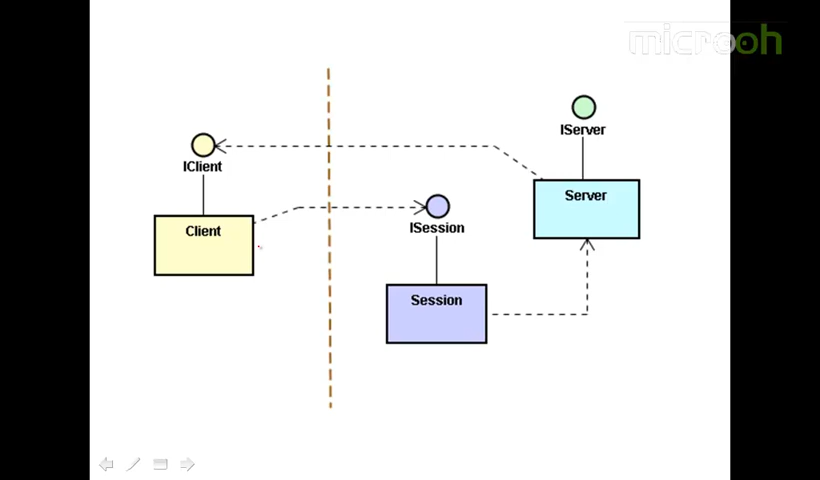 microoh
IServer
IClient
Server
ISession
Client
Session